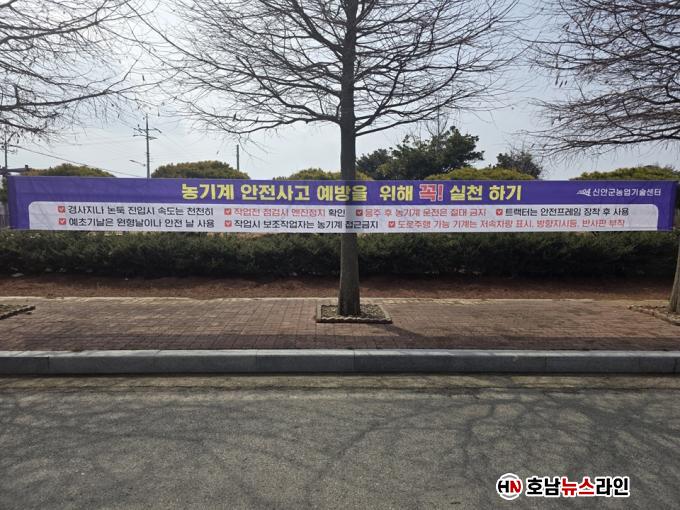 농기계 안전사고 예방을 위해 꼭! 실천 하기
신안군농업기술센터
경사지나 논둑 진입시 속도는 천천히 작업전 점검시 엔진정지 확인 음주 후 농기계 운전은 절대 금지 트랙터는 안전프레임 장착 후 사용
예초기날은 원형날이나 안전 날 사용 작업시 보조작업자는 농기계 접근금지 도로주행 가능 기계는 저속차량 표시, 방향지시등, 반사판 부착
HN 호남뉴스라인